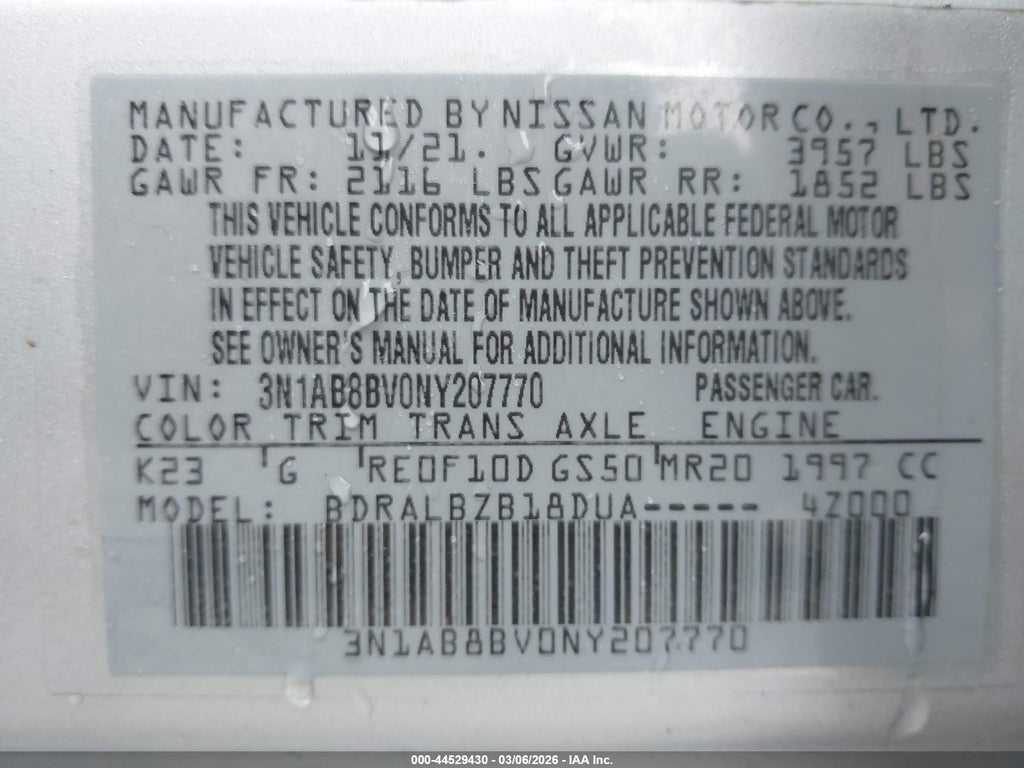 MANUFACTURED BY NISSAN MOTOR CO., LTD.
DATE: 11/21. GVWR: 3957 LBS
GAWR FR: 2116 LBS GAWR RR: 1852 LBS
THIS VEHICLE CONFORMS TO ALL APPLICABLE FEDERAL MOTOR
VEHICLE SAFETY, BUMPER AND THEFT PREVENTION STANDARDS
IN EFFECT ON THE DATE OF MANUFACTURE SHOWN ABOVE.
SEE OWNER'S MANUAL FOR ADDITIONAL INFORMATION.
VIN: 3N1AB8BV0NY207770 PASSENGER CAR.
COLOR TRIM TRANS AXLE ENGINE
K23 G RE0F10D GS50 MR20 1997 CC
MODEL: BDRALBZB18DUA----- 4Z000
3N1AB8BV0NY207770
000-44529430 - 03/06/2026 - IAA Inc.